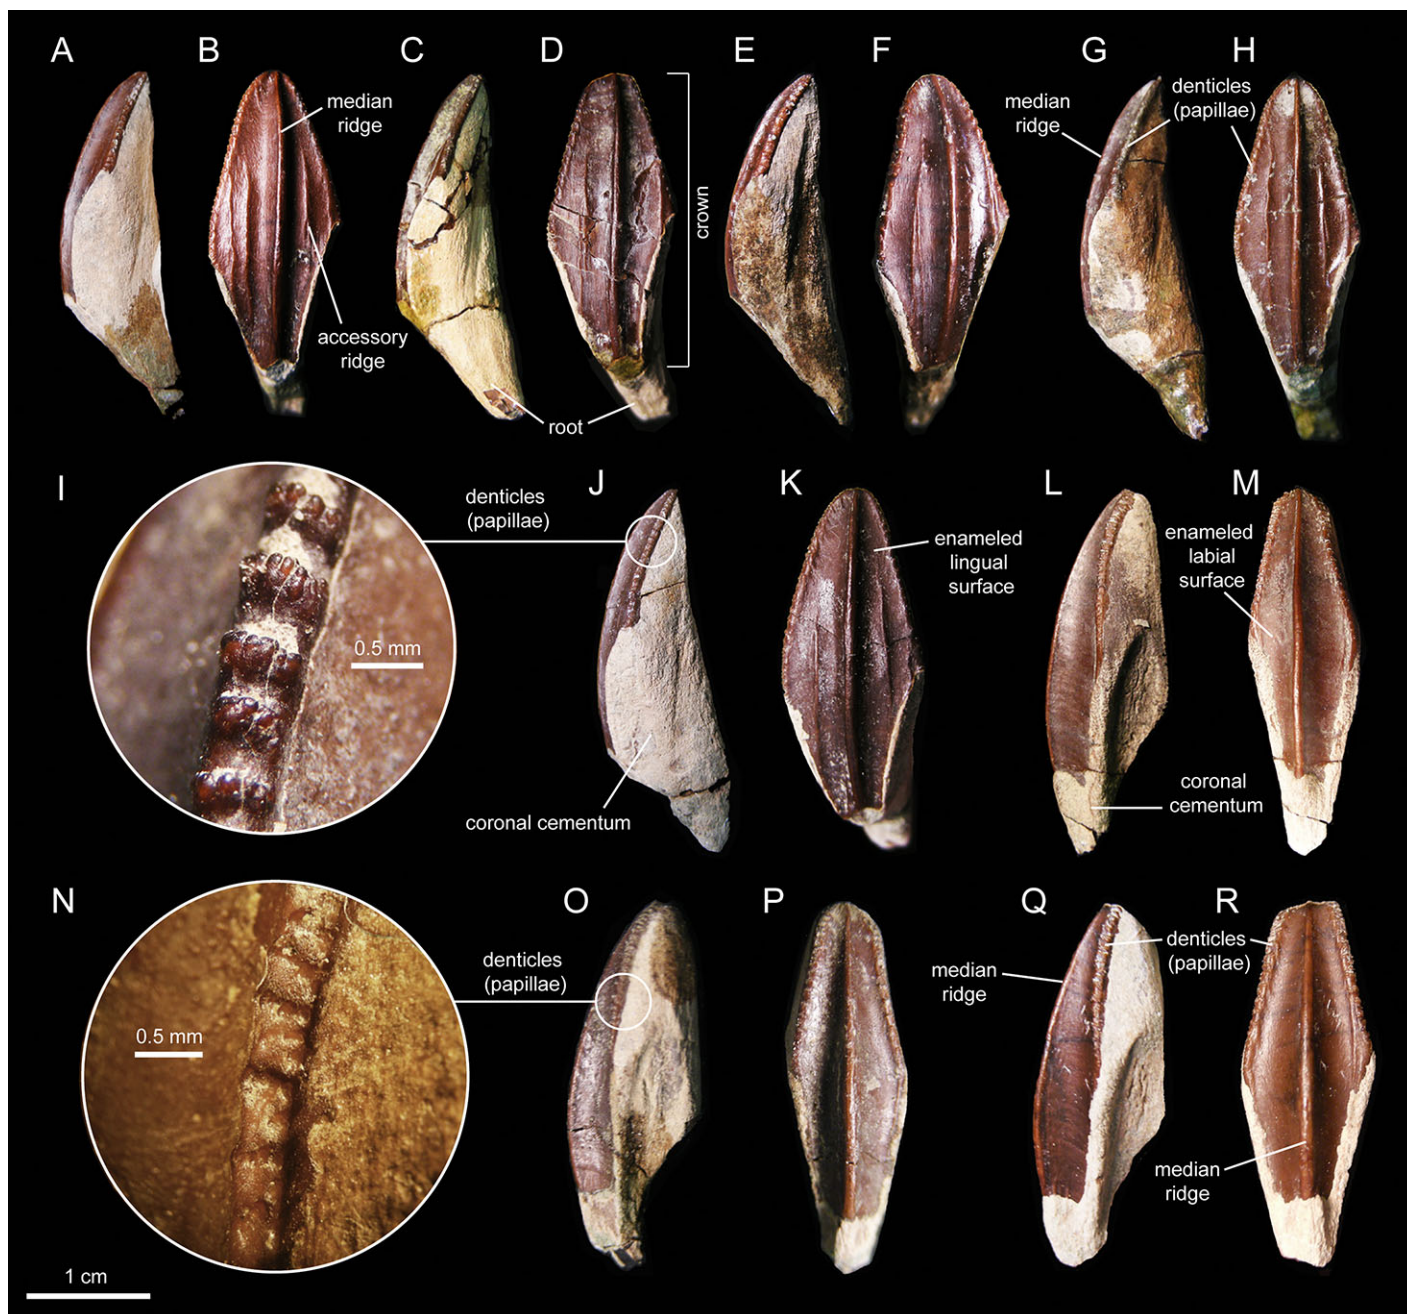 A B C D E F G H
median
ridge
accessory
ridge
root
crown
median
ridge
denticles
(papillae)
I J K L M
denticles
(papillae)
0.5 mm
coronal cementum
enameled
lingual
surface
enameled
labial
surface
coronal
cementum
N O P Q R
denticles
(papillae)
0.5 mm
median
ridge
denticles
(papillae)
median
ridge
1 cm